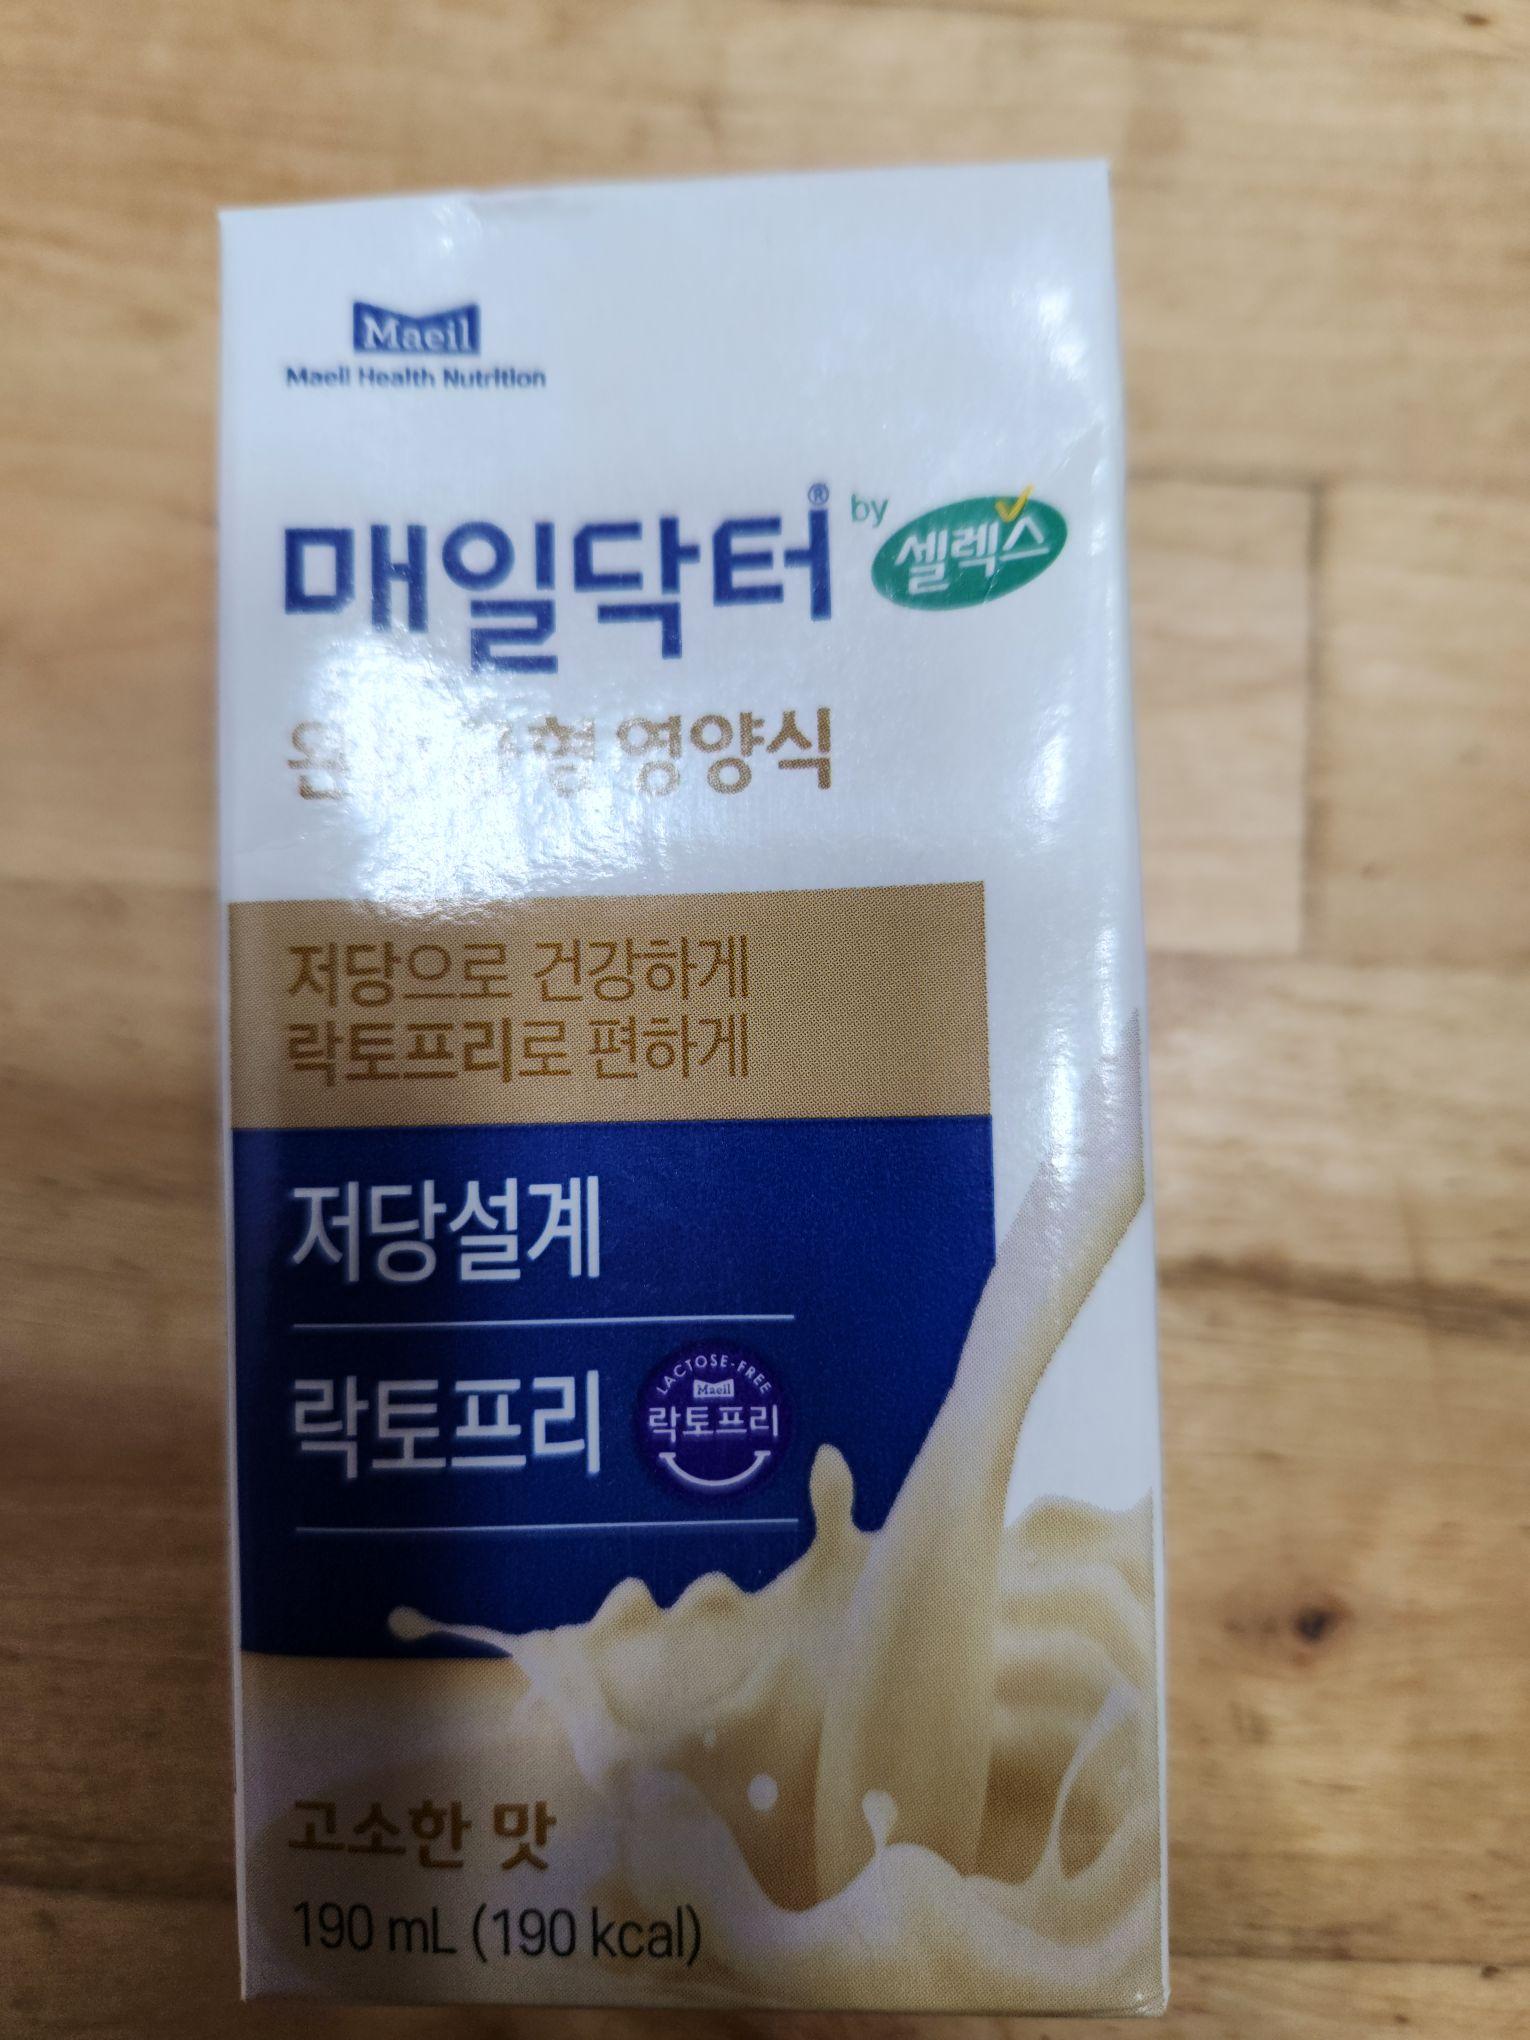 Maeil
Maeil Health Nutrition
매일닥터® by 셀렉스
영양식
저당으로 건강하게
락토프리로 편하게
저당설계
락토프리
LACTOSE-FREE
Maeil
락토프리
고소한 맛
190 mL (190 kcal)